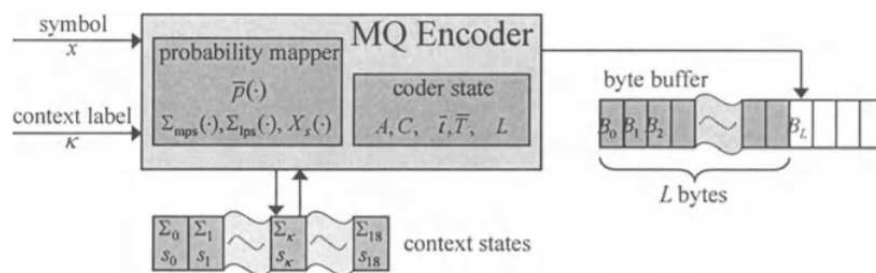 symbol
x
context label
κ
MQ Encoder
probability mapper
p̄(·)
Σmps(·), Σlps(·), Xs(·)
coder state
A, C, t̄, T̄, L
byte buffer
B0 B1 B2 BL
L bytes
Σ0 Σ1 Σκ Σ18
s0 s1 sκ s18
context states